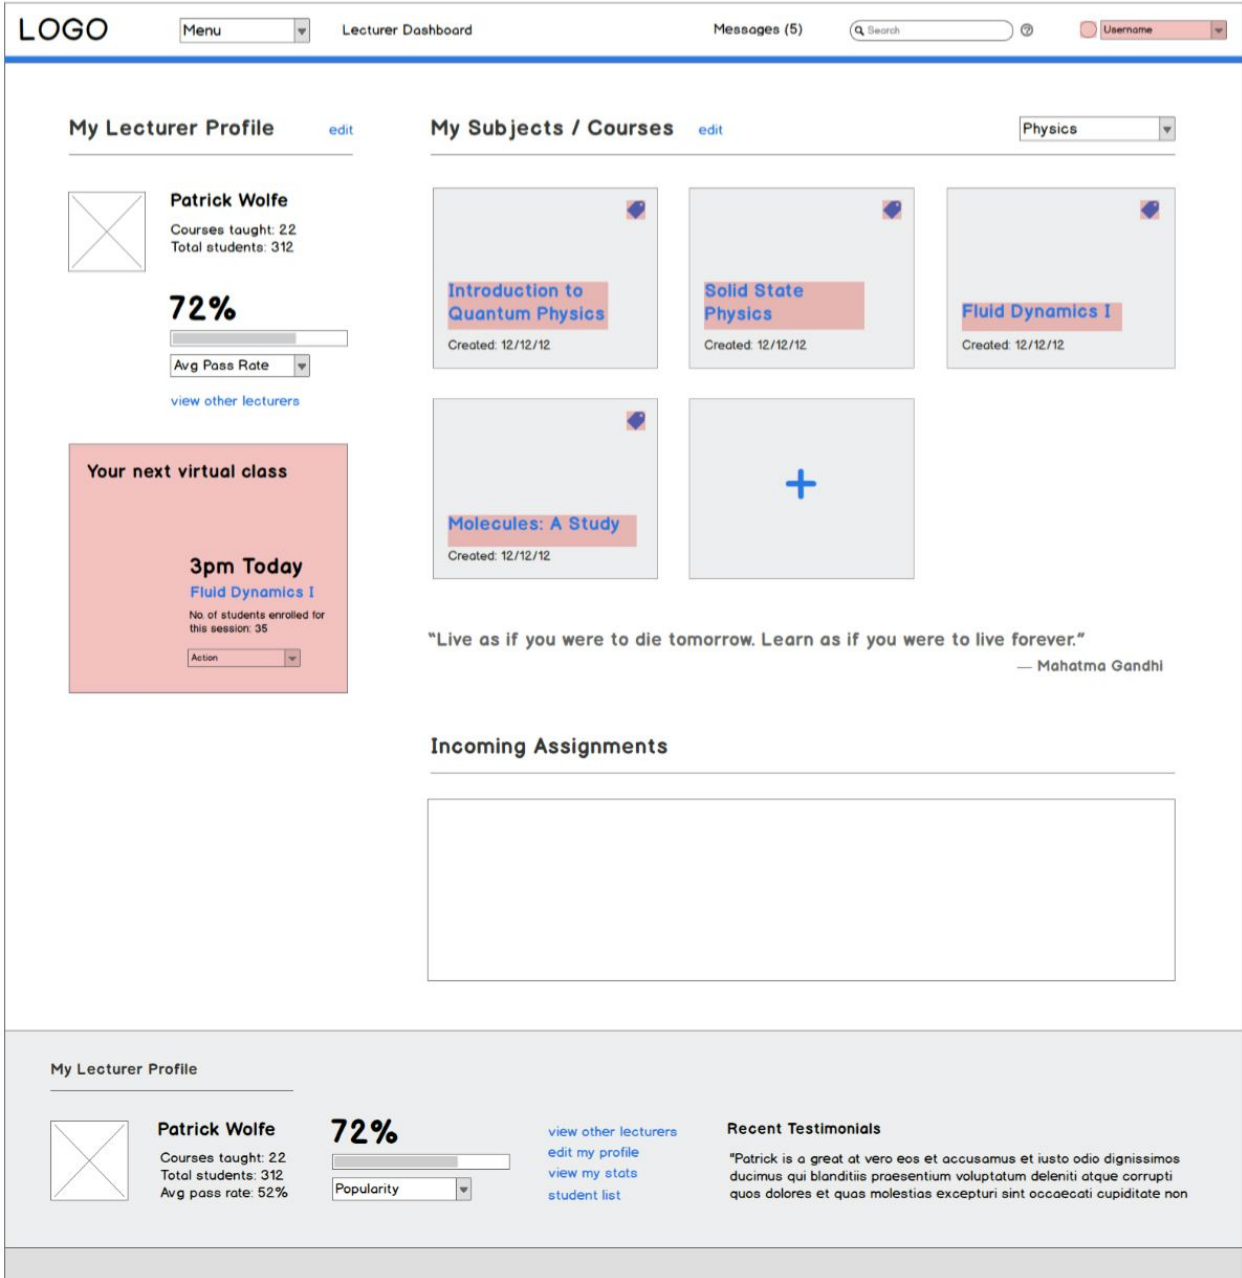 LOGO
Menu
Lecturer Dashboard
Messages (5)
Search
?
Username
My Lecturer Profile
edit
Patrick Wolfe
Courses taught: 22
Total students: 312
72%
Avg Pass Rate
view other lecturers
Your next virtual class
3pm Today
Fluid Dynamics I
No. of students enrolled for
this session: 35
Action
My Subjects / Courses
edit
Physics
Introduction to
Quantum Physics
Created: 12/12/12
Solid State
Physics
Created: 12/12/12
Fluid Dynamics I
Created: 12/12/12
Molecules: A Study
Created: 12/12/12
+
"Live as if you were to die tomorrow. Learn as if you were to live forever."
— Mahatma Gandhi
Incoming Assignments
My Lecturer Profile
Patrick Wolfe
Courses taught: 22
Total students: 312
Avg pass rate: 52%
72%
Popularity
view other lecturers
edit my profile
view my stats
student list
Recent Testimonials
"Patrick is a great at vero eos et accusamus et iusto odio dignissimos
ducimus qui blanditiis praesentium voluptatum deleniti atque corrupti
quos dolores et quas molestias excepturi sint occaecati cupiditate non